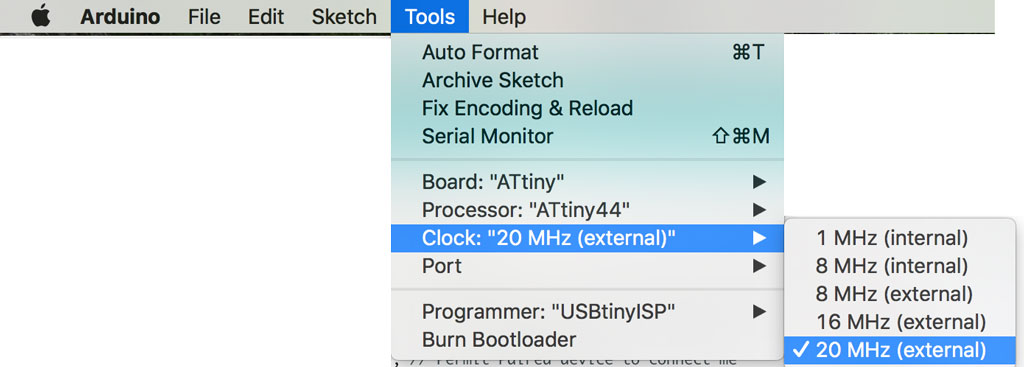 Arduino File Edit Sketch Tools Help
Auto Format ⌘T
Archive Sketch
Fix Encoding & Reload
Serial Monitor ⇧⌘M
Board: "ATtiny" ▶
Processor: "ATtiny44" ▶
Clock: "20 MHz (external)" ▶
Port ▶
Programmer: "USBtinyISP" ▶
Burn Bootloader
1 MHz (internal)
8 MHz (internal)
8 MHz (external)
16 MHz (external)
✓ 20 MHz (external)
, // Permit Paired device to connect me